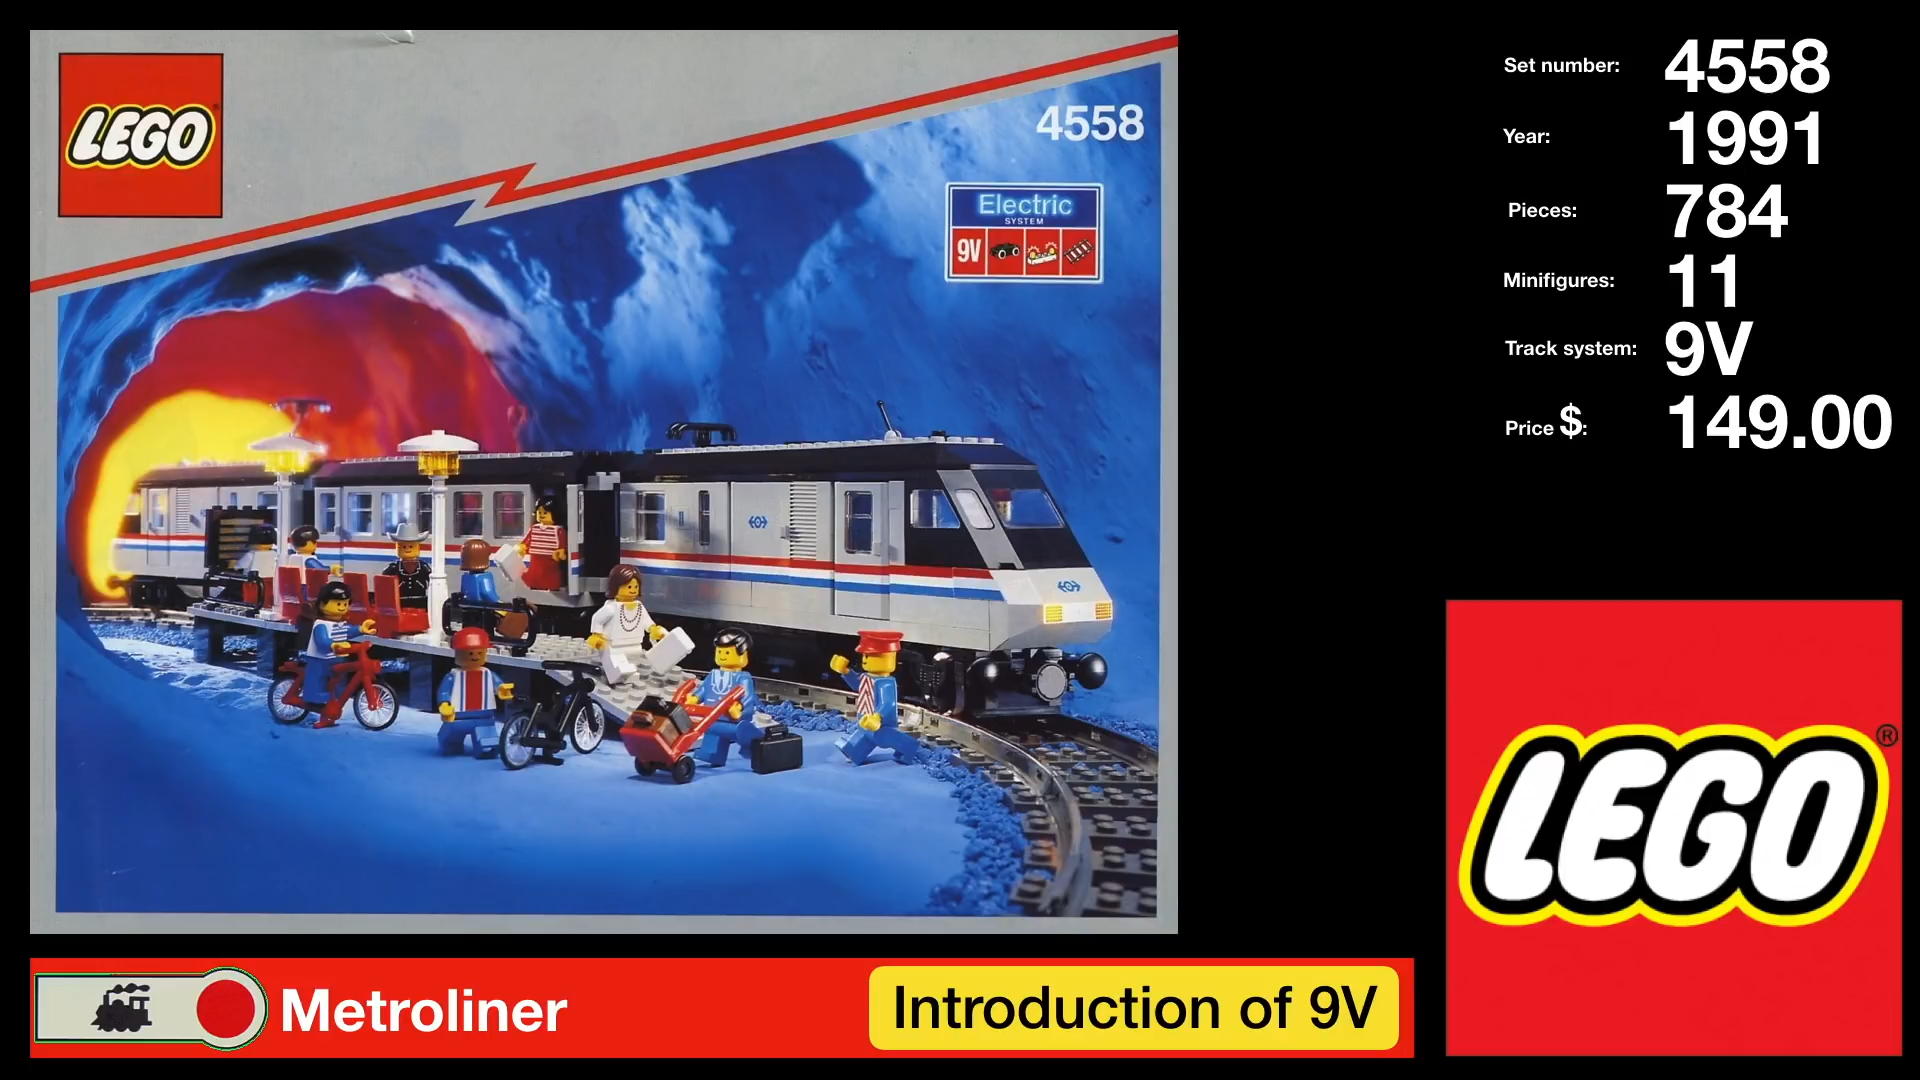 LEGO
4558
Electric
SYSTEM
9V
Set number: 4558
Year: 1991
Pieces: 784
Minifigures: 11
Track system: 9V
Price $: 149.00
LEGO®
Metroliner
Introduction of 9V